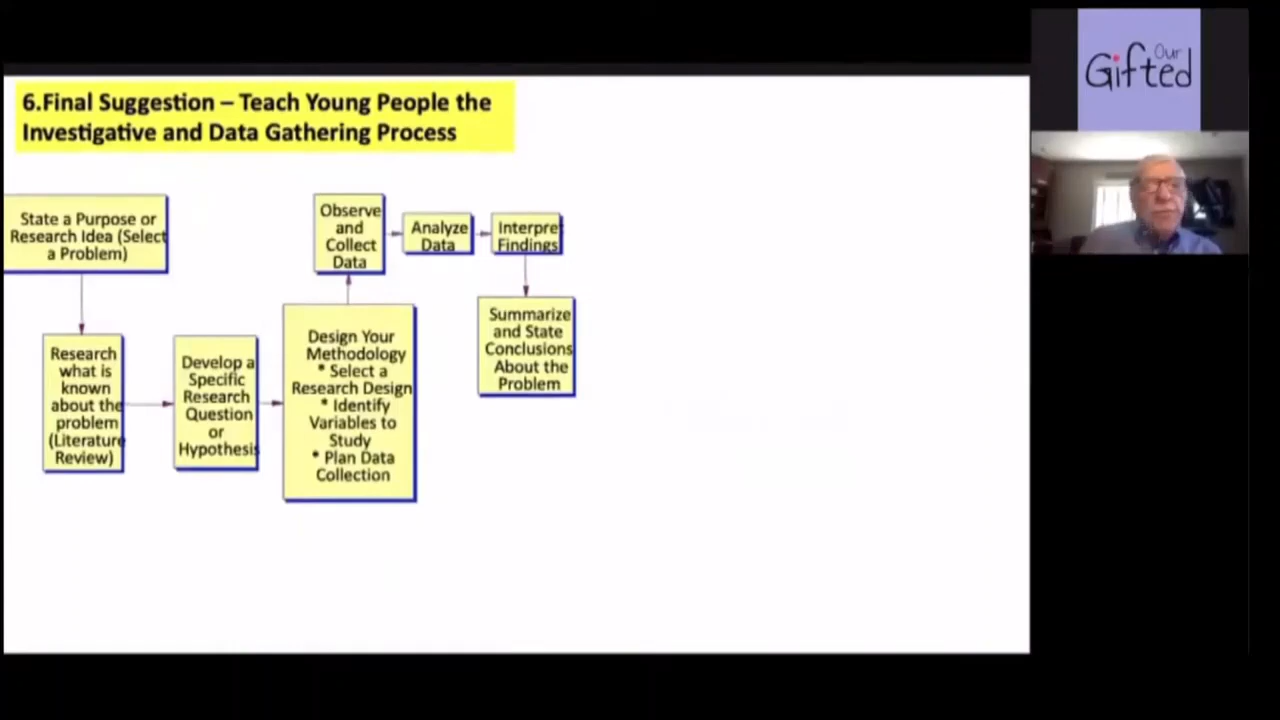 6.Final Suggestion – Teach Young People the
Investigative and Data Gathering Process
State a Purpose or
Research Idea (Select
a Problem)
Research
what is
known
about the
problem
(Literature
Review)
Develop a
Specific
Research
Question
or
Hypothesis
Design Your
Methodology
* Select a
Research Design
* Identify
Variables to
Study
* Plan Data
Collection
Observe
and
Collect
Data
Analyze
Data
Interpre
Findings
Summarize
and State
Conclusions
About the
Problem
Our
Gifted